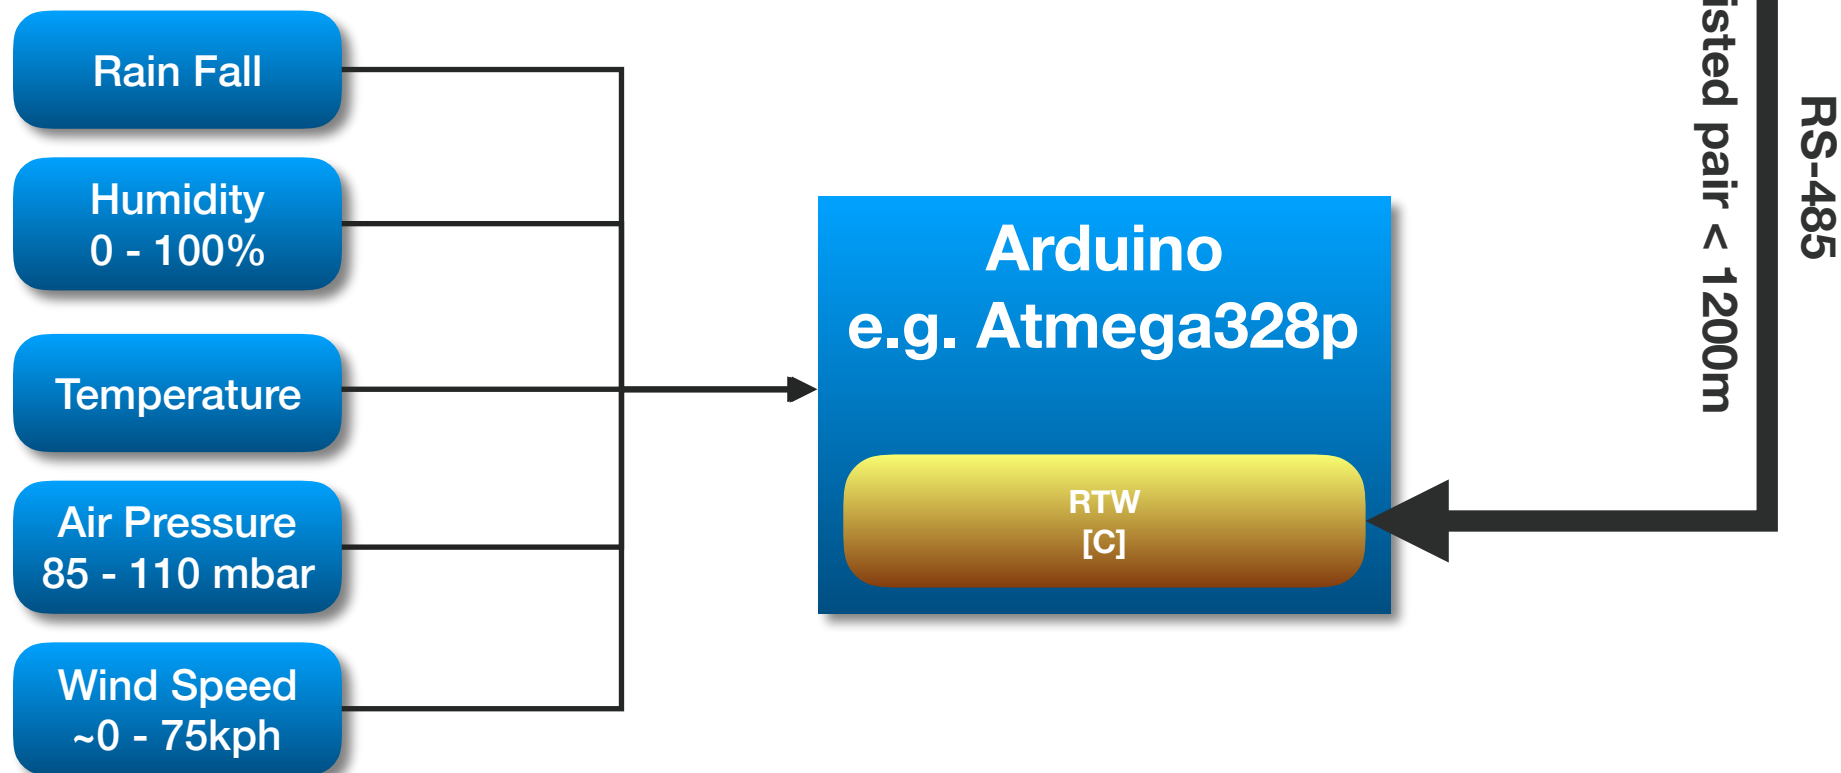 Rain Fall
Humidity
0 - 100%
Temperature
Air Pressure
85 - 110 mbar
Wind Speed
~0 - 75kph
Arduino
e.g. Atmega328p
RTW
[C]
pair < 1200m
RS-485